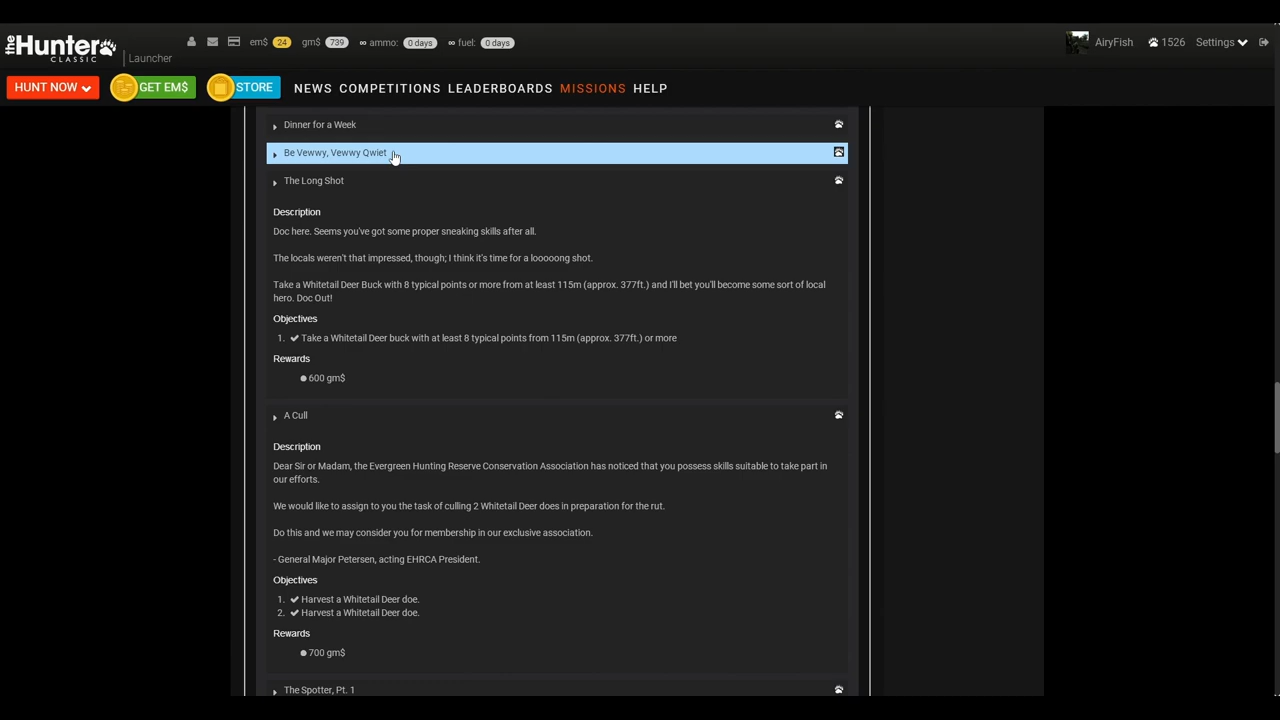 theHunter
CLASSIC
Launcher
em$ 24 gm$ 739 ∞ ammo: 0 days ∞ fuel: 0 days
AiryFish 1526 Settings
HUNT NOW GET EM$ STORE NEWS COMPETITIONS LEADERBOARDS MISSIONS HELP
Dinner for a Week
Be Vewwy, Vewwy Qwiet
The Long Shot
Description
Doc here. Seems you've got some proper sneaking skills after all.
The locals weren't that impressed, though; I think it's time for a looooong shot.
Take a Whitetail Deer Buck with 8 typical points or more from at least 115m (approx. 377ft.) and I'll bet you'll become some sort of local
hero. Doc Out!
Objectives
1. ✔ Take a Whitetail Deer buck with at least 8 typical points from 115m (approx. 377ft.) or more
Rewards
● 600 gm$
A Cull
Description
Dear Sir or Madam, the Evergreen Hunting Reserve Conservation Association has noticed that you possess skills suitable to take part in
our efforts.
We would like to assign to you the task of culling 2 Whitetail Deer does in preparation for the rut.
Do this and we may consider you for membership in our exclusive association.
- General Major Petersen, acting EHRCA President.
Objectives
1. ✔ Harvest a Whitetail Deer doe.
2. ✔ Harvest a Whitetail Deer doe.
Rewards
● 700 gm$
The Spotter, Pt. 1